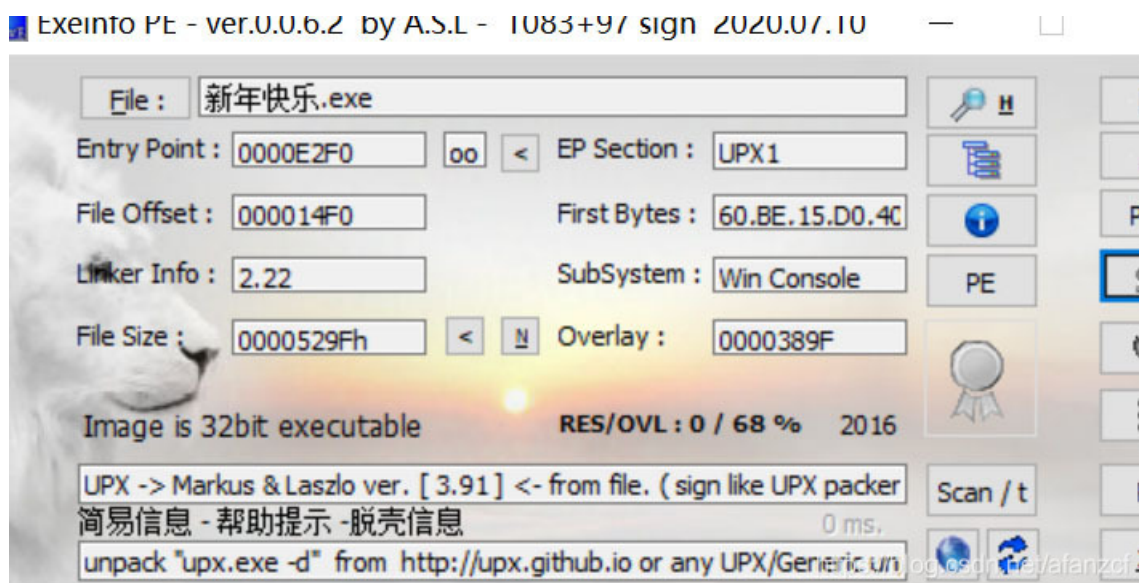 Exeinfo PE - ver.0.0.6.2 by A.S.L - 1083+97 sign 2020.07.10
File : 新年快乐.exe H
Entry Point : 0000E2F0 oo < EP Section : UPX1
File Offset : 000014F0 First Bytes : 60.BE.15.D0.40
Linker Info : 2.22 SubSystem : Win Console PE
File Size : 0000529Fh < N Overlay : 0000389F
Image is 32bit executable RES/OVL : 0 / 68 % 2016
UPX -> Markus & Laszlo ver. [ 3.91 ] <- from file. ( sign like UPX packer Scan / t
简易信息 - 帮助提示 -脱壳信息 0 ms.
unpack "upx.exe -d" from http://upx.github.io or any UPX/Generic un